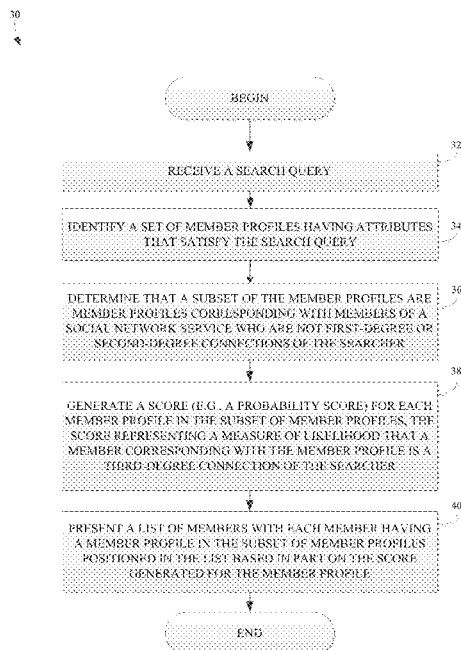 30
BEGIN
32
RECEIVE A SEARCH QUERY
34
IDENTIFY A SET OF MEMBER PROFILES HAVING ATTRIBUTES
THAT SATISFY THE SEARCH QUERY
36
DETERMINE THAT A SUBSET OF THE MEMBER PROFILES ARE
MEMBER PROFILES CORRISPONDING WITH MEMBERS OF A
SOCIAL NETWORK SERVICE WHO ARE NOT FIRST-DEGREE OR
SECOND-DEGREE CONNECTIONS OF THE SEARCHER
38
GENERATE A SCORE (E.G., A PROBABILITY SCORE) FOR EACH
MEMBER PROFILE IN THE SUBSET OF MEMBER PROFILES, THE
SCORE REPRESENTING A MEASURE OF LIKELIHOOD THAT A
MEMBER CORRESPONDING WITH THE MEMBER PROFILE IS A
THIRD-DEGREE CONNECTION OF THE SEARCHER
40
PRESENT A LIST OF MEMBERS WITH EACH MEMBER HAVING
A MEMBER PROFILE IN THE SUBSET OF MEMBER PROFILES
POSITIONED IN THE LIST BASED IN PART ON THE SCORE
GENERATED FOR THE MEMBER PROFILE
END